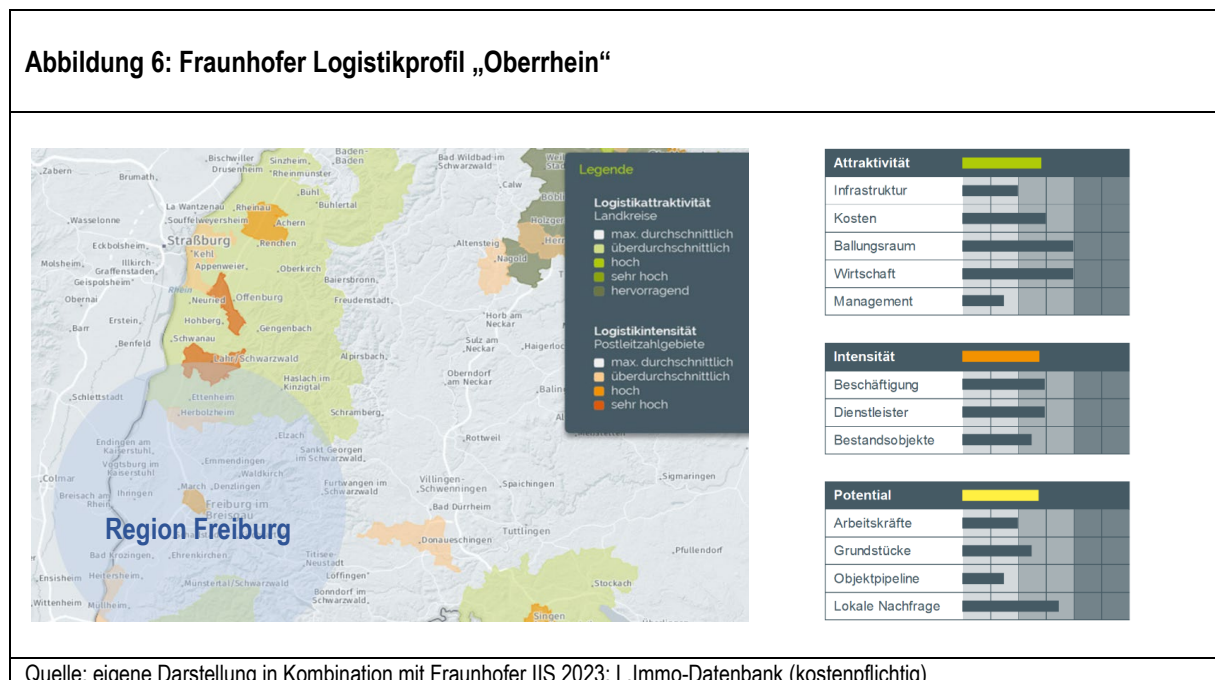 Abbildung 6: Fraunhofer Logistikprofil „Oberrhein“
Zabern
Brumath,
Bischwiller
Drusenheim
Sinzheim,
Rheinmunster
Baden-
Baden
Bad Wildbad im
Schwarzwald
Calw
Buhl
Buhlertal
La Wantzenau
Rheinau
Wasselonne
Souffelweyersheim
Achern
Eckbolsheim,
Straßburg
Renchen
Altensteig
Nagold
Molsheim,
Illkirch-
Graffenstaden,
Geispolsheim
Kehl
Appenweier,
Oberkirch
Baiersbronn,
Obernai
Rhein
Neuried
Offenburg
Freudenstadt,
Erstein,
Hohberg,
Gengenbach
Horb am
Neckar
Barr
Benfeld
Schwanau
Sulz am
Neckar
Haigerloc
Lahr/Schwarzwald
Alpirsbach,
Oberndorf
am Neckar
Haslach im
Kinzigtal
Schlettstadt
Ettenheim
Herbolzheim
Schramberg,
Elzach
Rottweil
Endingen am
Kaiserstuhl,
Sankt Georgen
im Schwarzwald,
Vogtsburg im
Kaiserstuhl
Emmendingen
Waldkirch
Colmar
Breisach am
Rhein
Ihringen
March
Denzlingen
Furtwangen im
Schwarzwald
Villingen-
Schwenningen
Spaichingen
Sigmaringen
Freiburg im
Breisgau
Bad Durrheim
Region Freiburg
Tuttlingen
Donaueschingen
Pfullendorf
Bad Krozingen,
Ehrenkirchen
Titisee-
Neustadt
Ensisheim
Heitersheim,
Löffingen
Münstertal/Schwarzwald
Stockach
Wittenheim
Müllheim,
Bonndorf im
Schwarzwald,
Singen
Legende
Logistikattraktivität
Landkreise
max. durchschnittlich
überdurchschnittlich
hoch
sehr hoch
hervorragend
Logistikintensität
Postleitzahlgebiete
max. durchschnittlich
überdurchschnittlich
hoch
sehr hoch
Attraktivität
Infrastruktur
Kosten
Ballungsraum
Wirtschaft
Management
Intensität
Beschäftigung
Dienstleister
Bestandsobjekte
Potential
Arbeitskräfte
Grundstücke
Objektpipeline
Lokale Nachfrage
Quelle: eigene Darstellung in Kombination mit Fraunhofer IIS 2023: L.Immo-Datenbank (kostenpflichtig)